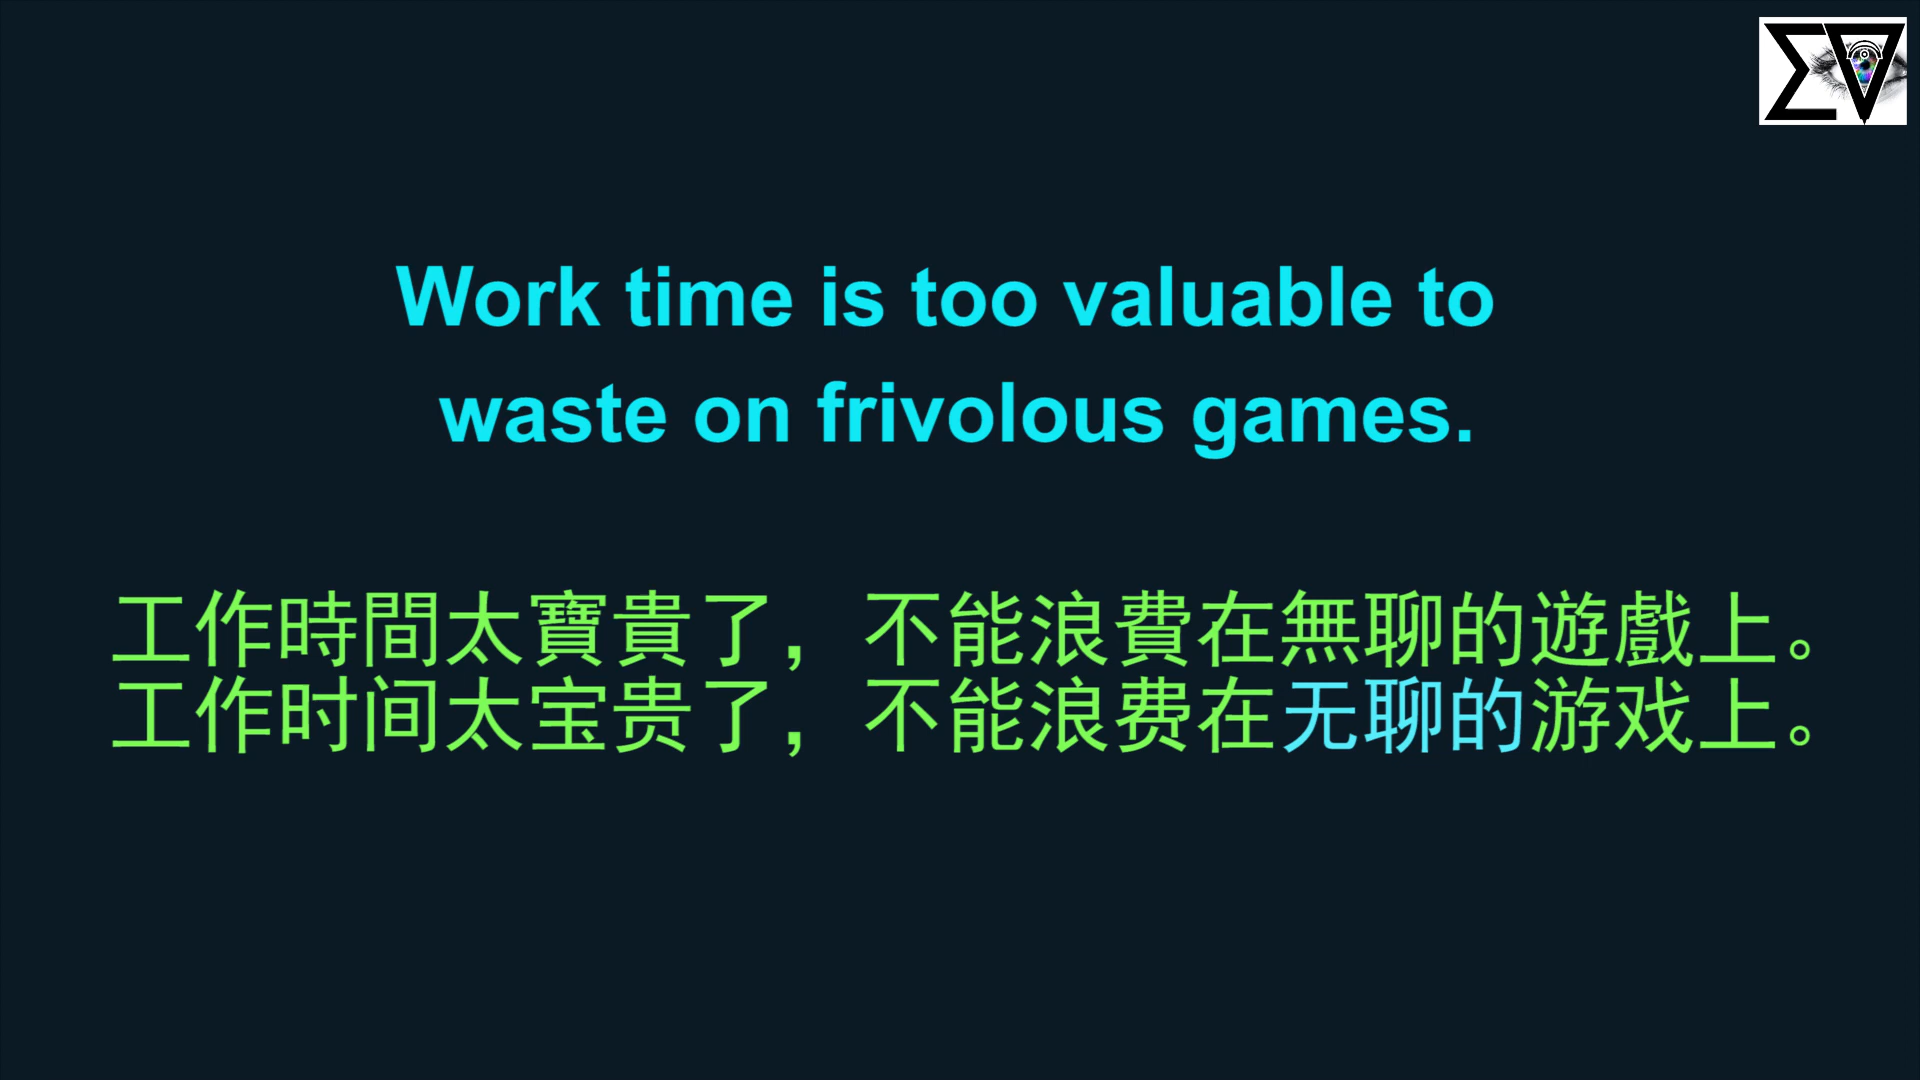 Work time is too valuable to
waste on frivolous games.
工作時間太寶貴了，不能浪費在無聊的遊戲上。
工作时间太宝贵了，不能浪费在无聊的游戏上。